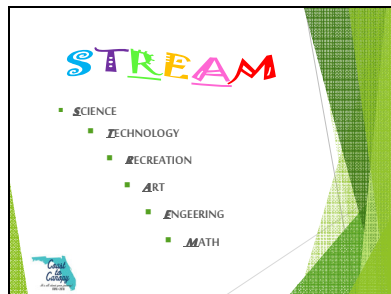 STREAM
SCIENCE
TECHNOLOGY
RECREATION
ART
ENGEERING
MATH
Coast
to
Canopy